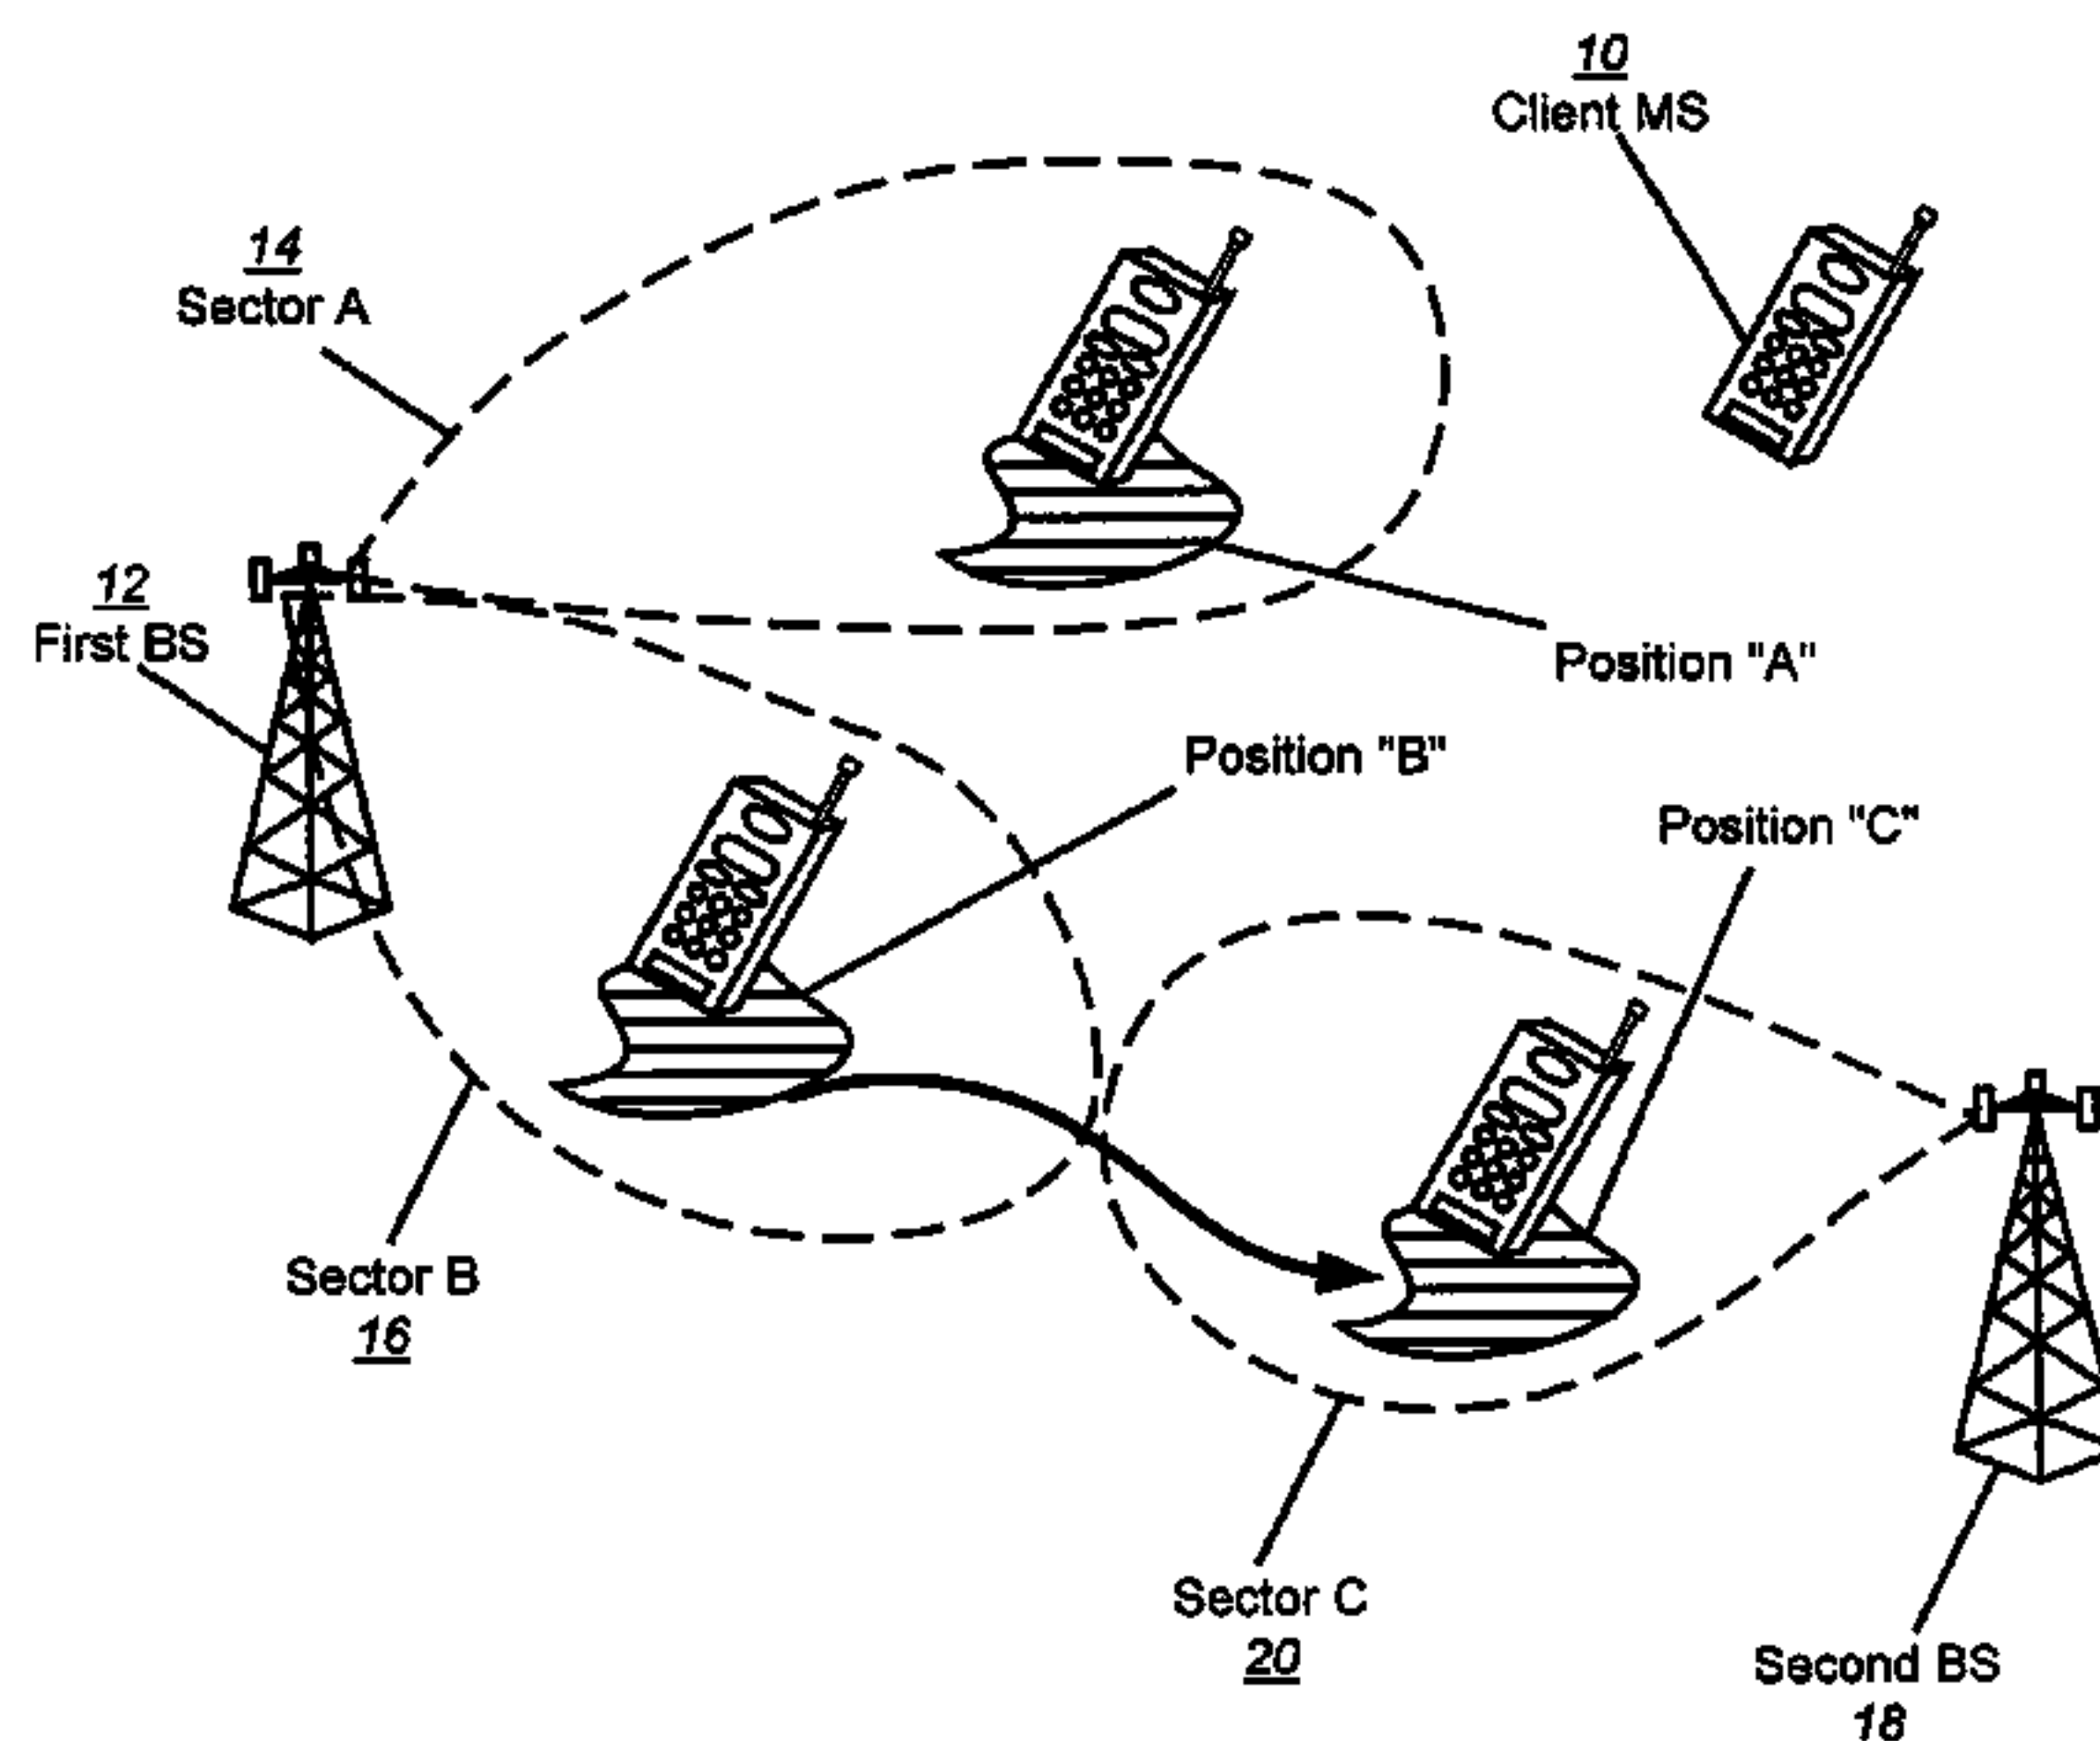 10
Client MS
14
Sector A
12
First BS
Position "A"
Position "B"
Position "C"
Sector B
16
Sector C
20
Second BS
18